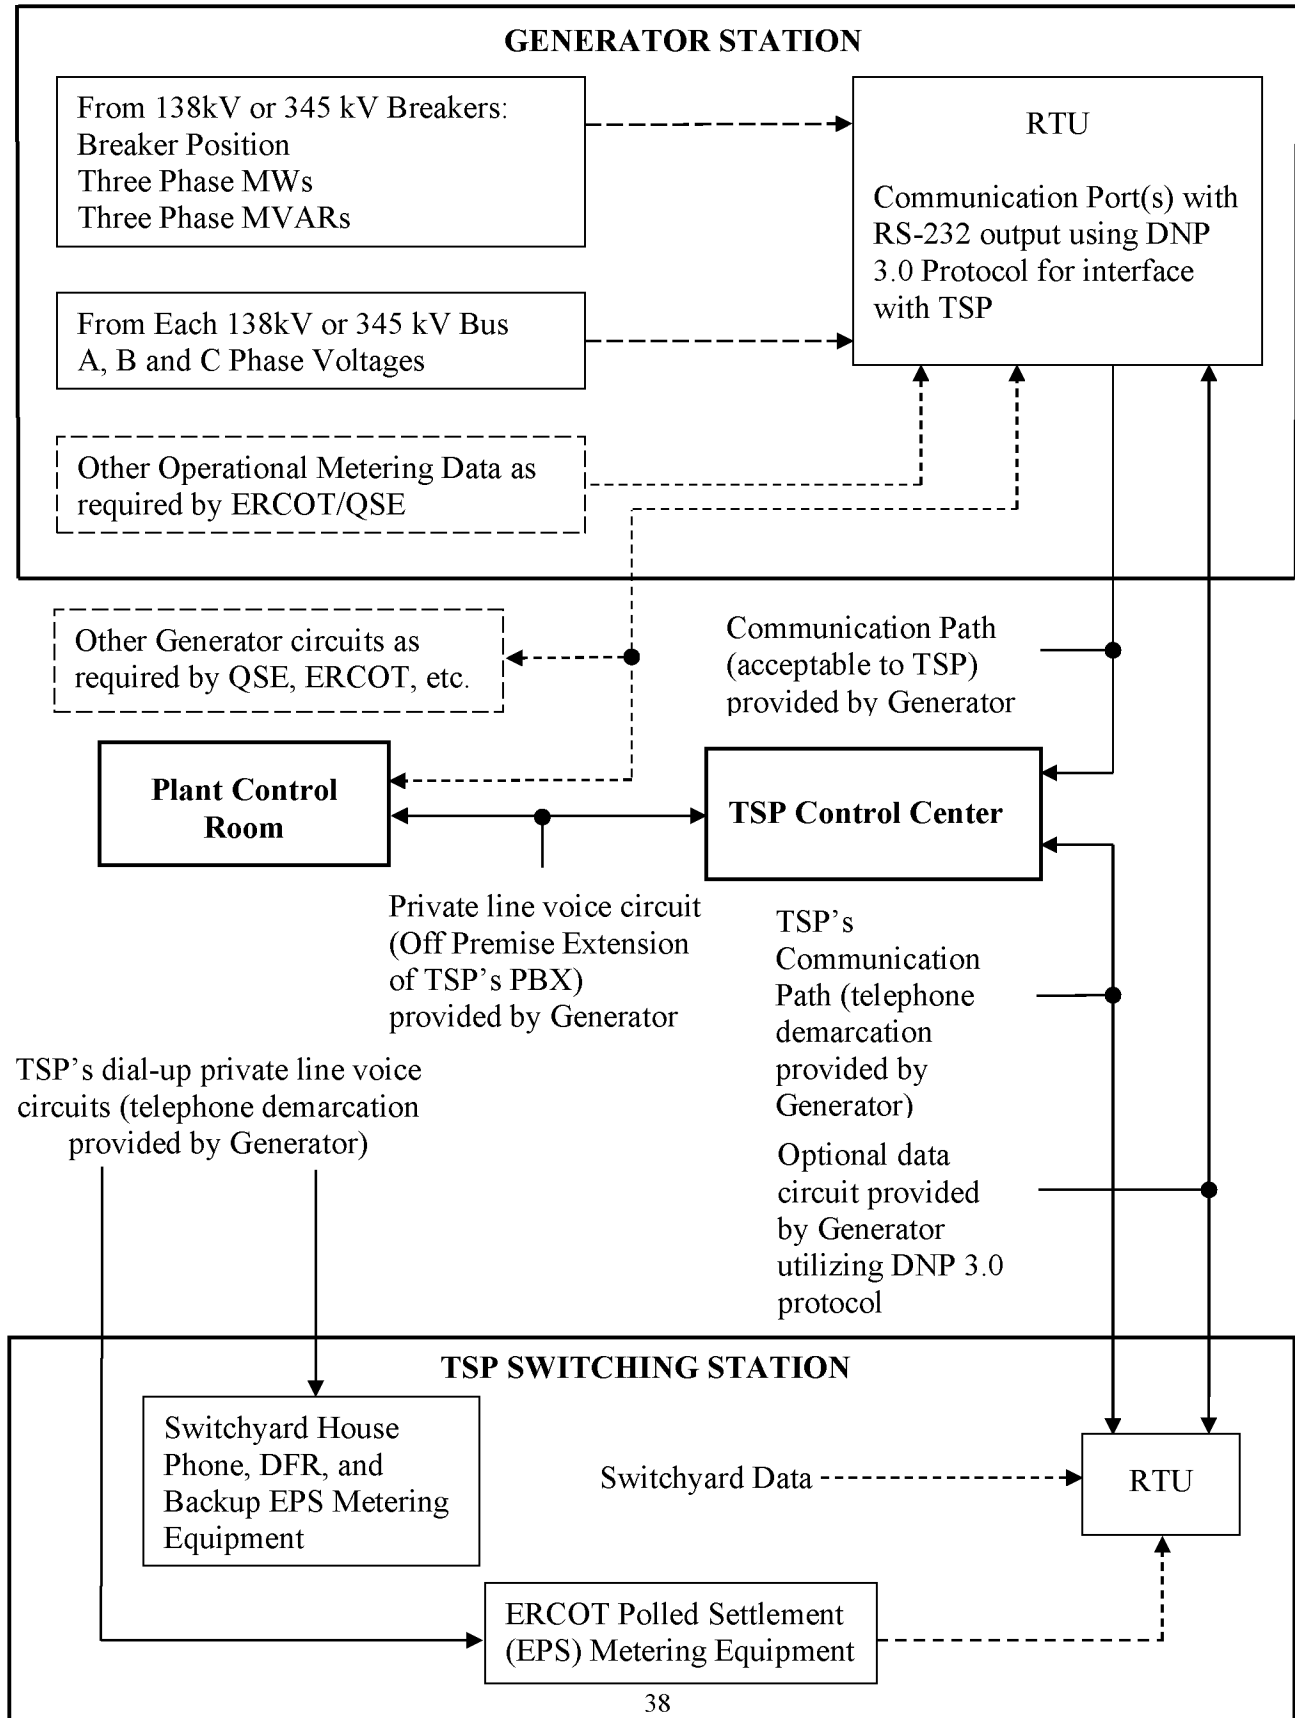 GENERATOR STATION
From 138kV or 345 kV Breakers:
Breaker Position
Three Phase MWs
Three Phase MVARs
RTU
Communication Port(s) with
RS-232 output using DNP
3.0 Protocol for interface
with TSP
From Each 138kV or 345 kV Bus
A, B and C Phase Voltages
Other Operational Metering Data as
required by ERCOT/QSE
Other Generator circuits as
required by QSE, ERCOT, etc.
Communication Path
(acceptable to TSP)
provided by Generator
Plant Control
Room
TSP Control Center
Private line voice circuit
(Off Premise Extension
of TSP’s PBX)
provided by Generator
TSP’s
Communication
Path (telephone
demarcation
provided by
Generator)
TSP’s dial-up private line voice
circuits (telephone demarcation
provided by Generator)
Optional data
circuit provided
by Generator
utilizing DNP 3.0
protocol
TSP SWITCHING STATION
Switchyard House
Phone, DFR, and
Backup EPS Metering
Equipment
Switchyard Data
RTU
ERCOT Polled Settlement
(EPS) Metering Equipment
38